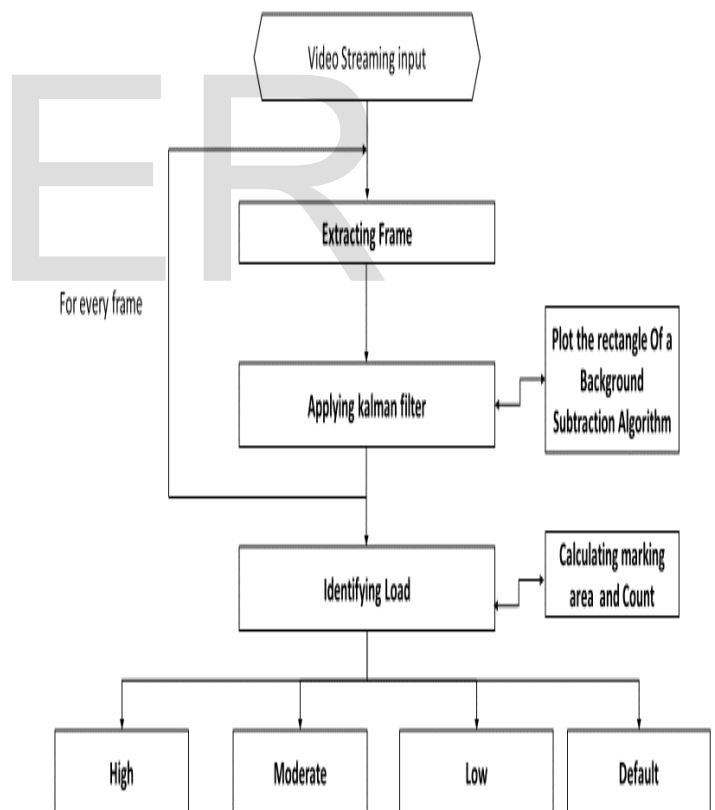 Video Streaming input
ER
Extracting Frame
For every frame
Applying kalman filter
Plot the rectangle Of a
Background
Subtraction Algorithm
Identifying Load
Calculating marking
area and Count
High
Moderate
Low
Default